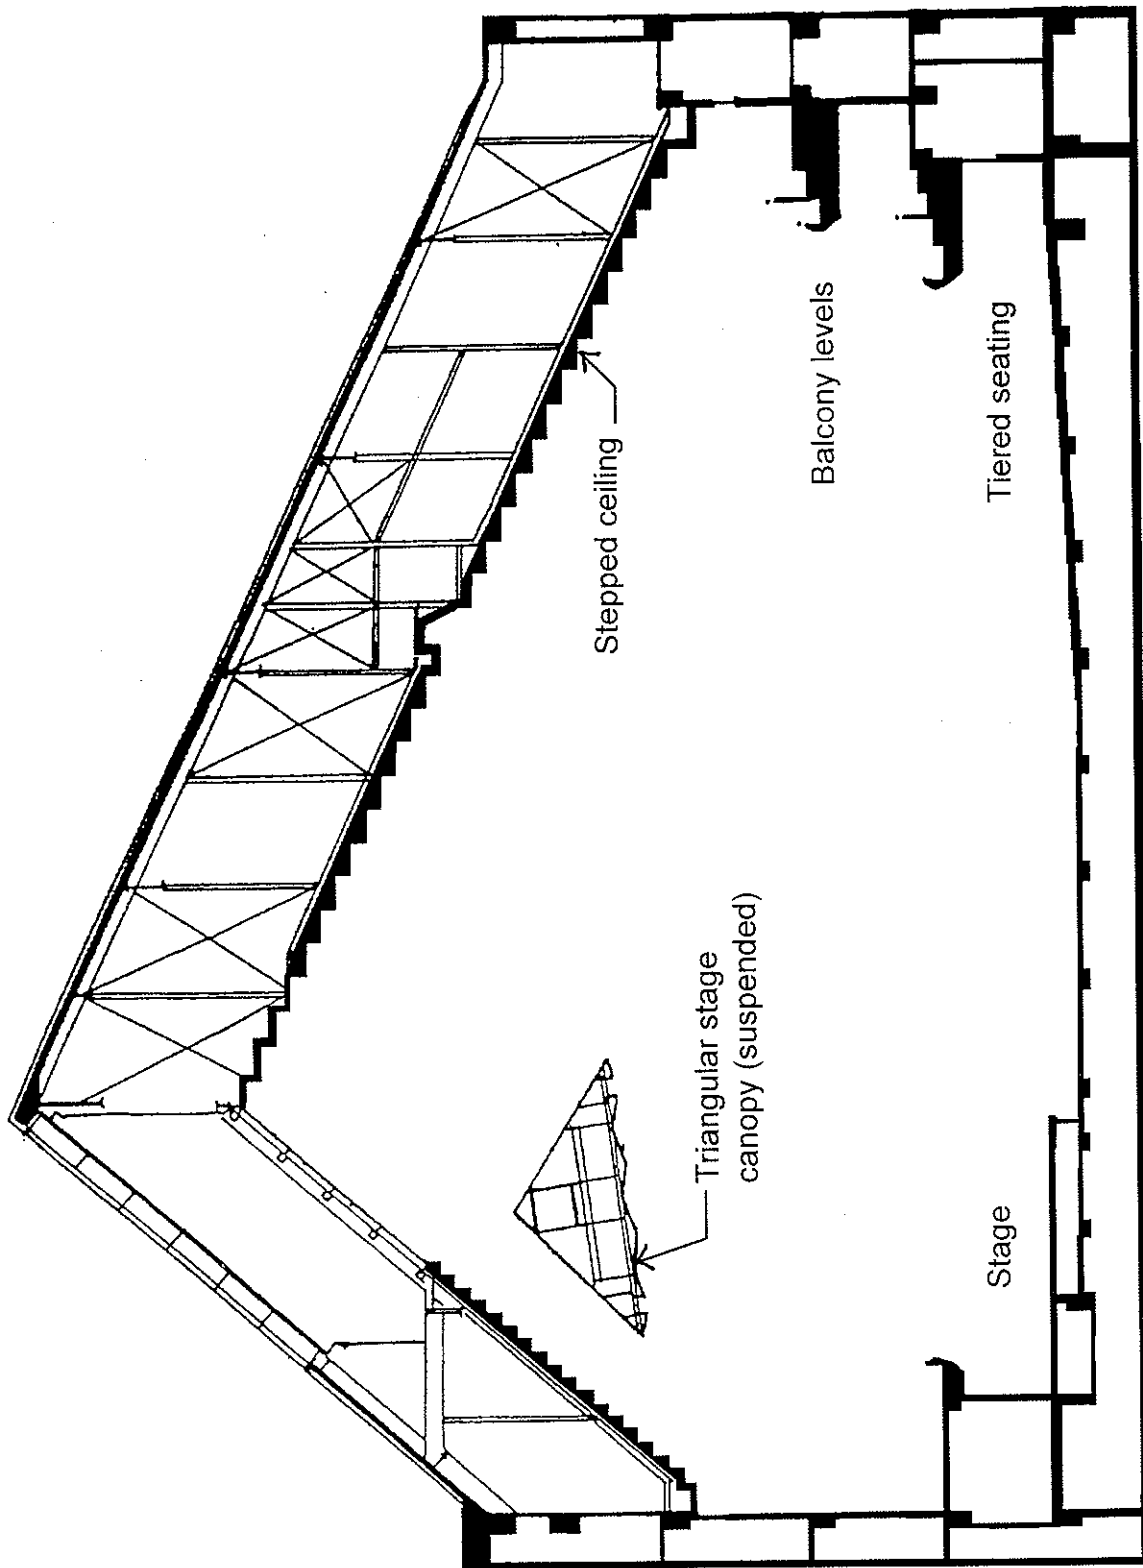 Stepped ceiling
Balcony levels
Triangular stage
canopy (suspended)
Tiered seating
Stage